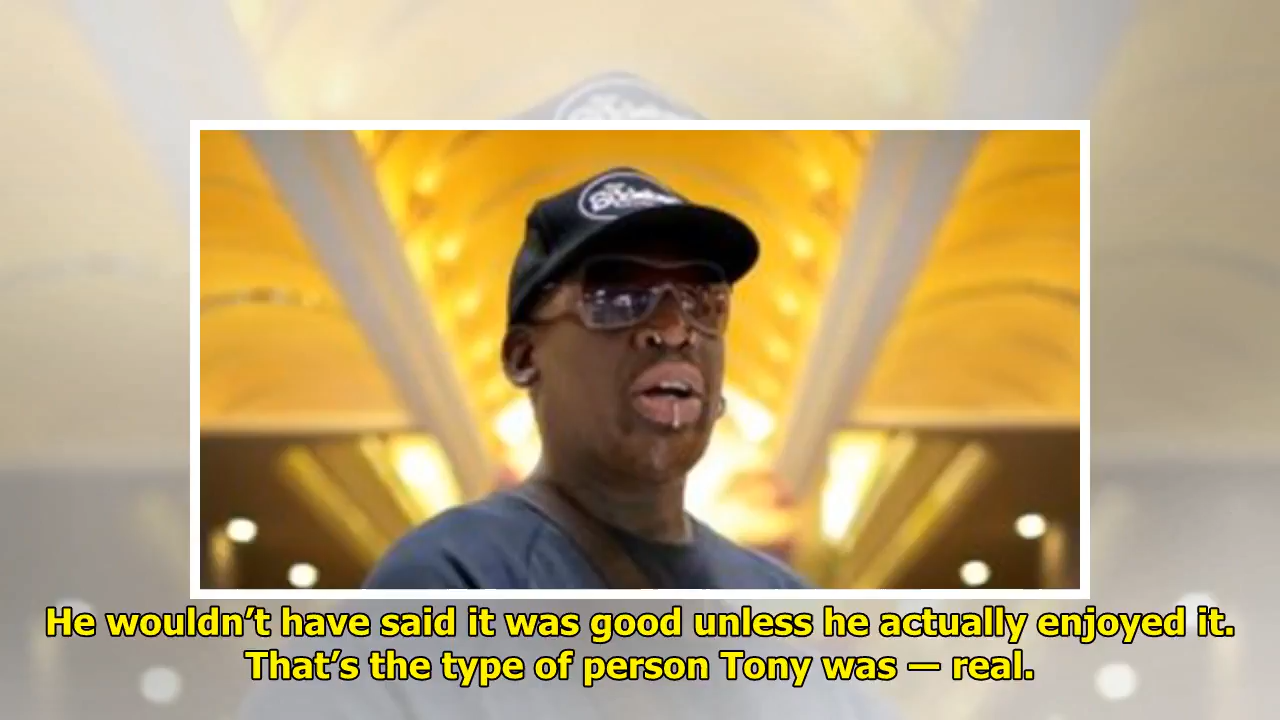 He wouldn’t have said it was good unless he actually enjoyed it.
That’s the type of person Tony was — real.